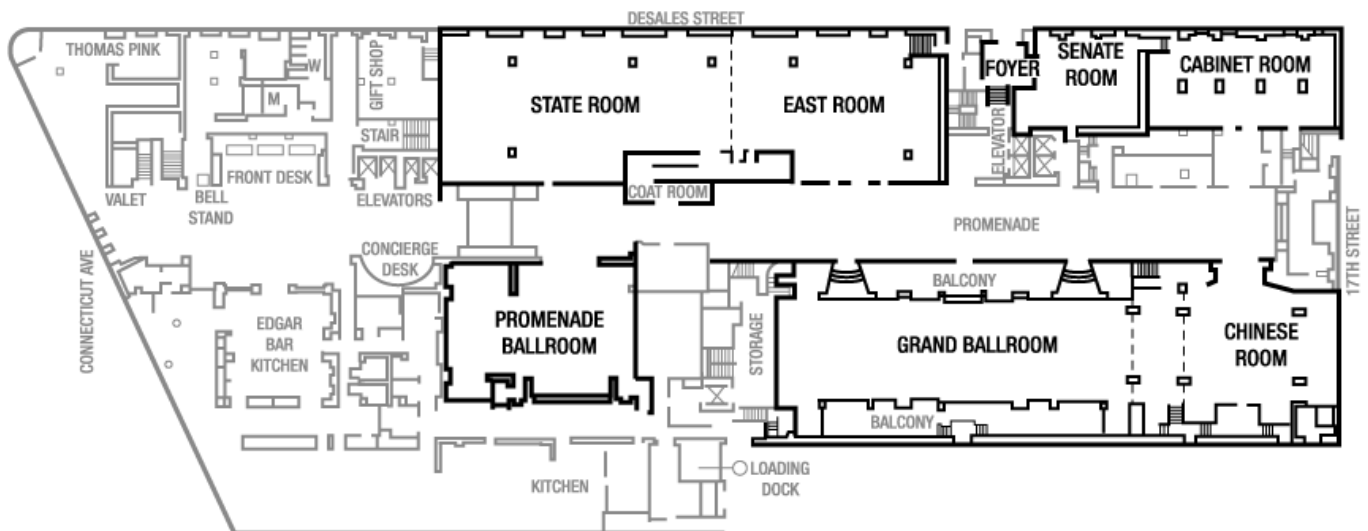 DESALES STREET
THOMAS PINK
W
M
GIFT SHOP
STAIR
FRONT DESK
VALET
BELL
STAND
ELEVATORS
STATE ROOM
EAST ROOM
COAT ROOM
FOYER
ELEVATOR
SENATE
ROOM
CABINET ROOM
CONNECTICUT AVE
CONCIERGE
DESK
PROMENADE
17TH STREET
EDGAR
BAR
KITCHEN
PROMENADE
BALLROOM
STORAGE
BALCONY
GRAND BALLROOM
CHINESE
ROOM
BALCONY
KITCHEN
LOADING
DOCK